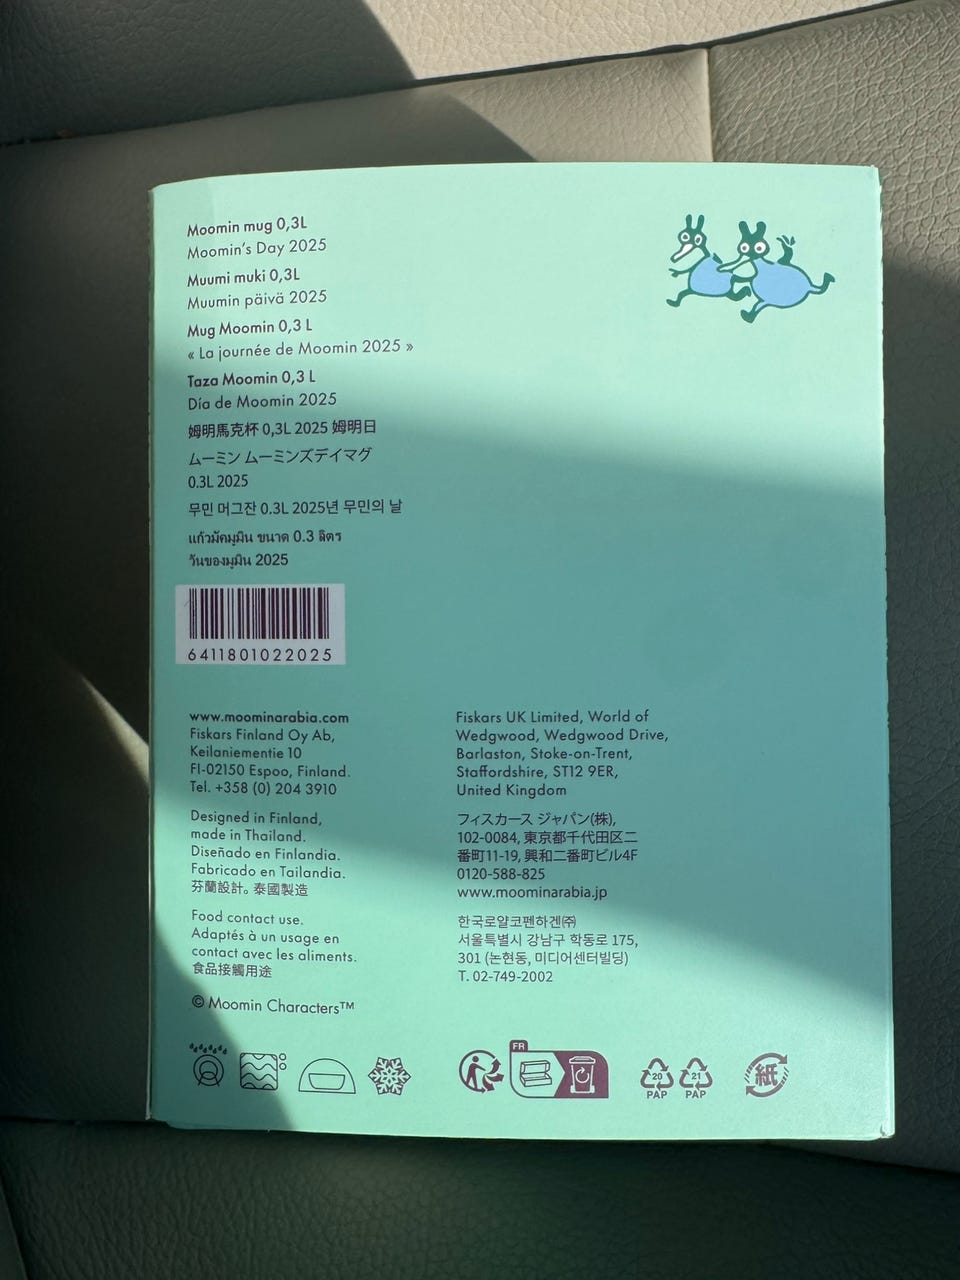 Moomin mug 0,3L
Moomin's Day 2025
Muumi muki 0,3L
Muumin päivä 2025
Mug Moomin 0,3 L
« La journée de Moomin 2025 »
Taza Moomin 0,3 L
Día de Moomin 2025
姆明馬克杯 0,3L 2025 姆明日
ムーミン ムーミンズデイマグ
0.3L 2025
무민 머그잔 0.3L 2025년 무민의 날
แก้วมัคมูมิน ขนาด 0.3 ลิตร
วันของมูมิน 2025
6411801022025
www.moominarabia.com
Fiskars Finland Oy Ab,
Keilaniementie 10
FI-02150 Espoo, Finland.
Tel. +358 (0) 204 3910
Designed in Finland,
made in Thailand.
Diseñado en Finlandia.
Fabricado en Tailandia.
芬蘭設計。泰國製造
Food contact use.
Adaptés à un usage en
contact avec les aliments.
食品接觸用途
© Moomin Characters™
Fiskars UK Limited, World of
Wedgwood, Wedgwood Drive,
Barlaston, Stoke-on-Trent,
Staffordshire, ST12 9ER,
United Kingdom
フィスカース ジャパン(株),
102-0084, 東京都千代田区二
番町11-19, 興和二番町ビル4F
0120-588-825
www.moominarabia.jp
한국로얄코펜하겐㈜
서울특별시 강남구 학동로 175,
301 (논현동, 미디어센터빌딩)
T. 02-749-2002
FR
20 21
PAP PAP
紙